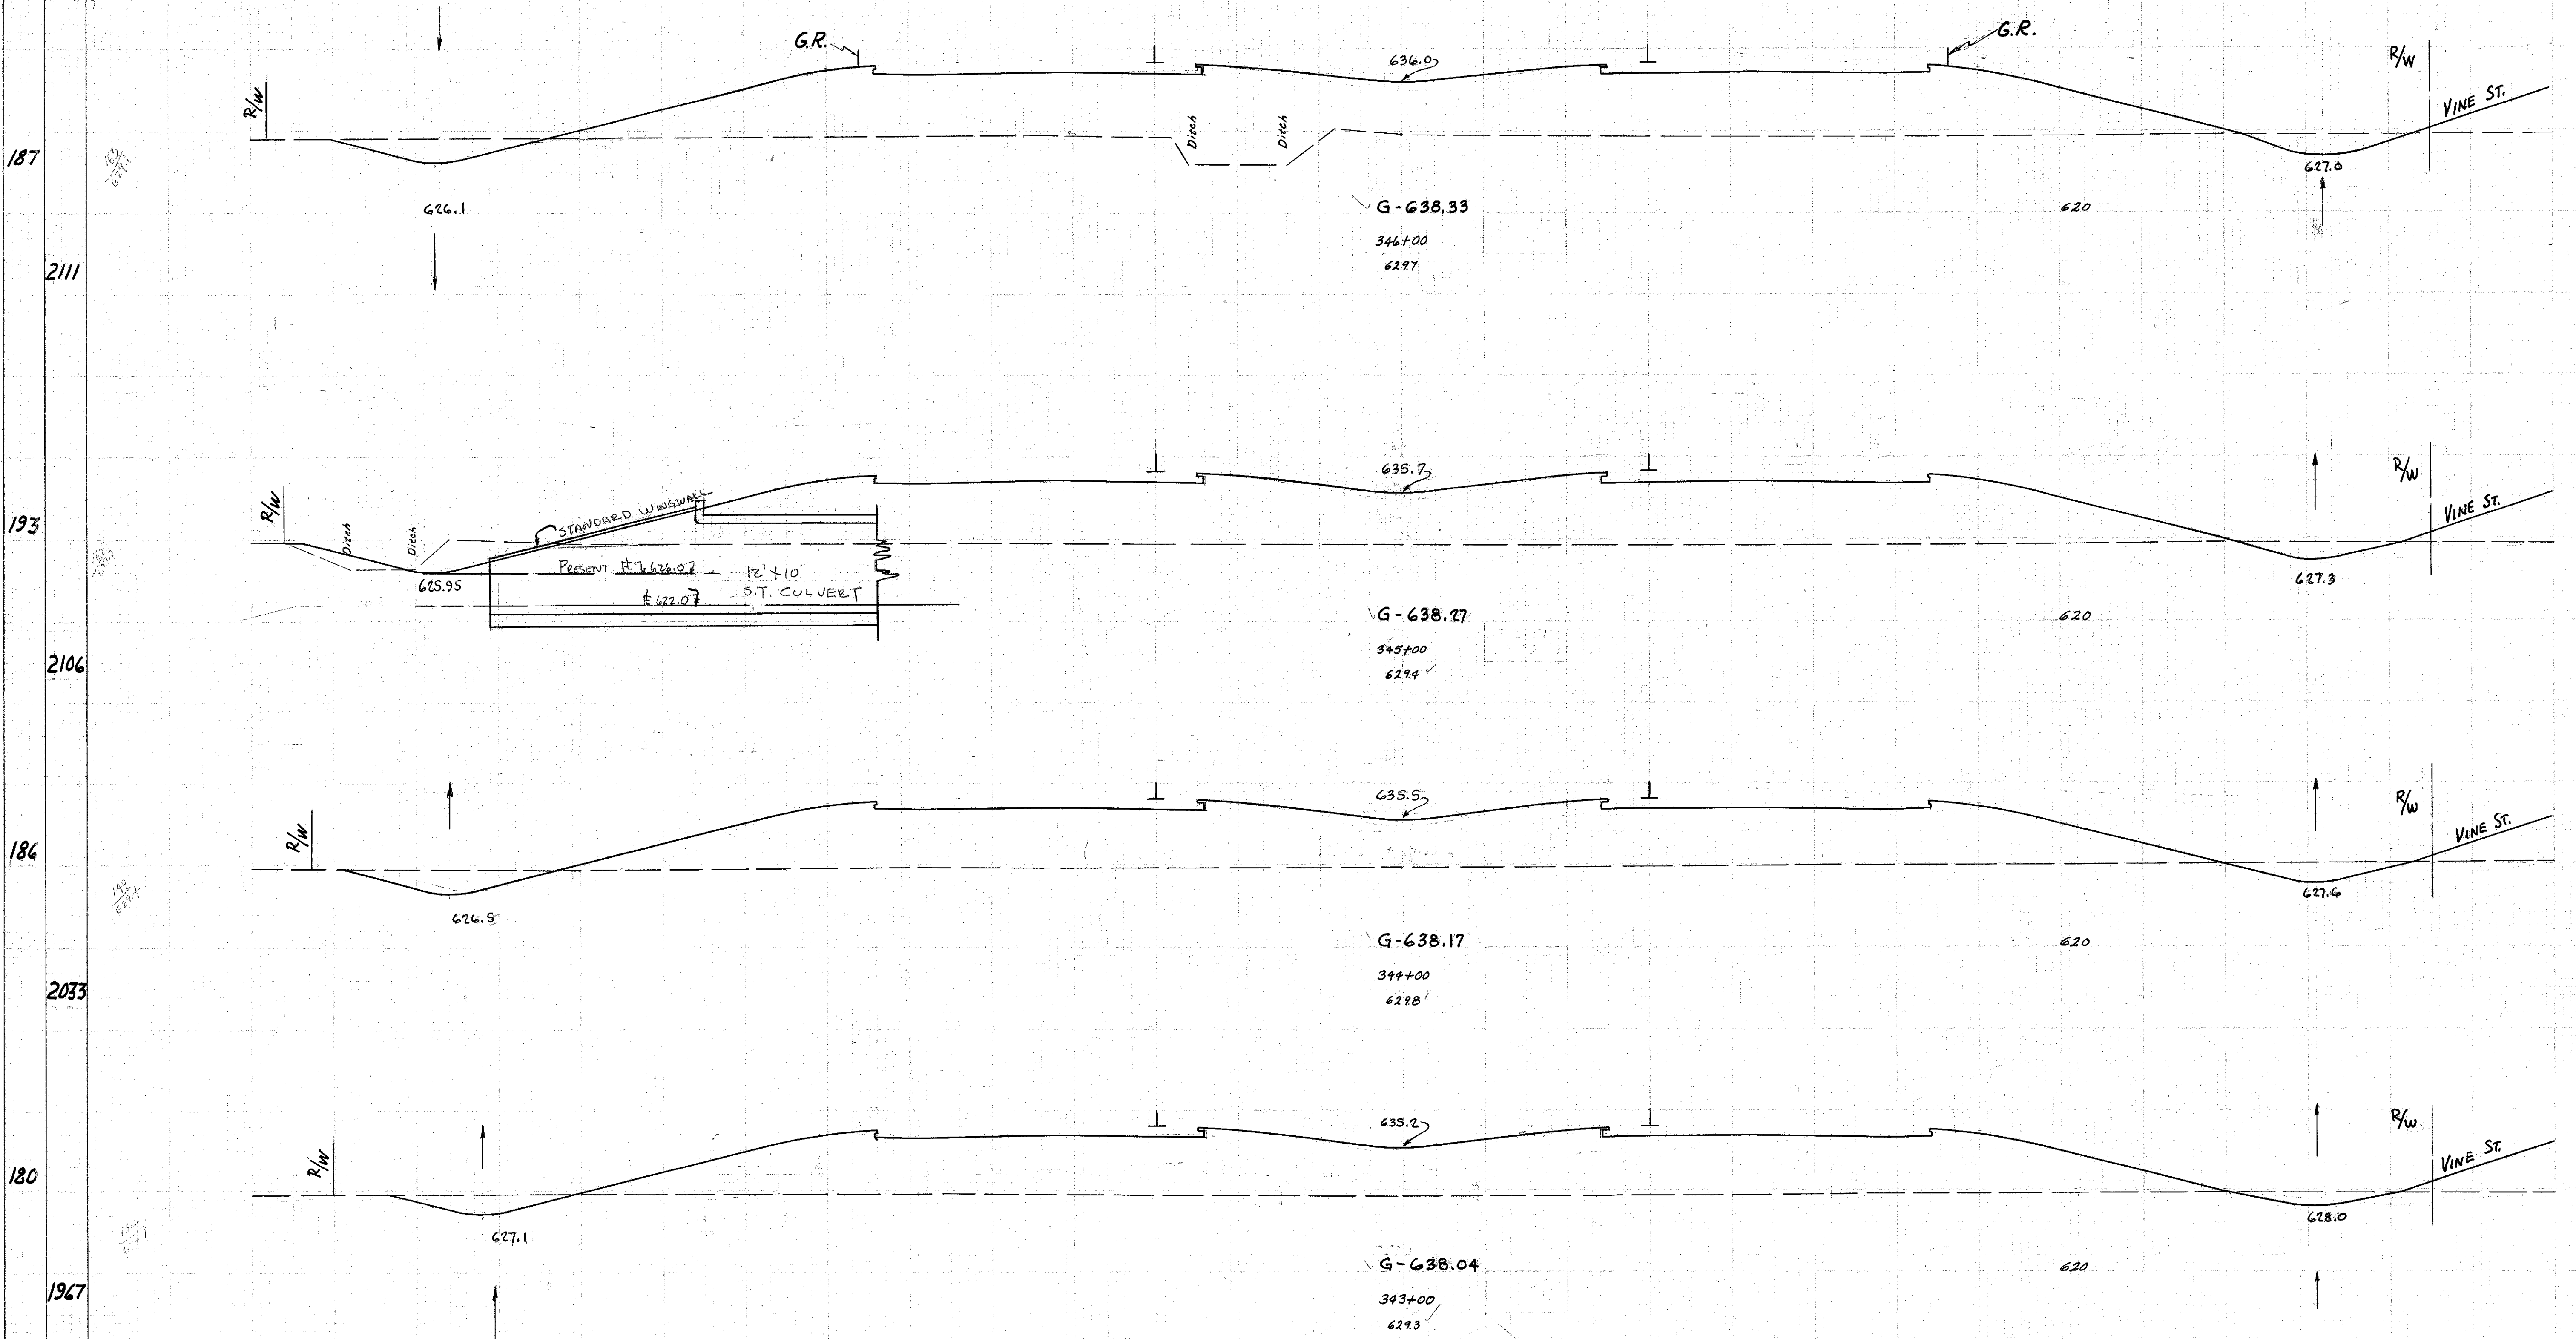 G.R.
G.R.
R/W
636.0
R/W
VINE ST.
Ditch
Ditch
187
627.0
626.1
G-638.33
620
346+00
629.7
2111
635.7
R/W
R/W
STANDARD WINGWALL
VINE ST.
193
Ditch
Ditch
PRESENT ℄ 626.07
12' x 10'
625.95
627.3
℄ 622.07
S.T. CULVERT
G-638.27
620
345+00
2106
629.4
635.5
R/W
R/W
VINE ST.
186
627.6
626.5
G-638.17
620
344+00
2033
629.8
635.2
R/W
R/W
VINE ST.
180
628.0
627.1
G-638.04
620
1967
343+00
629.3